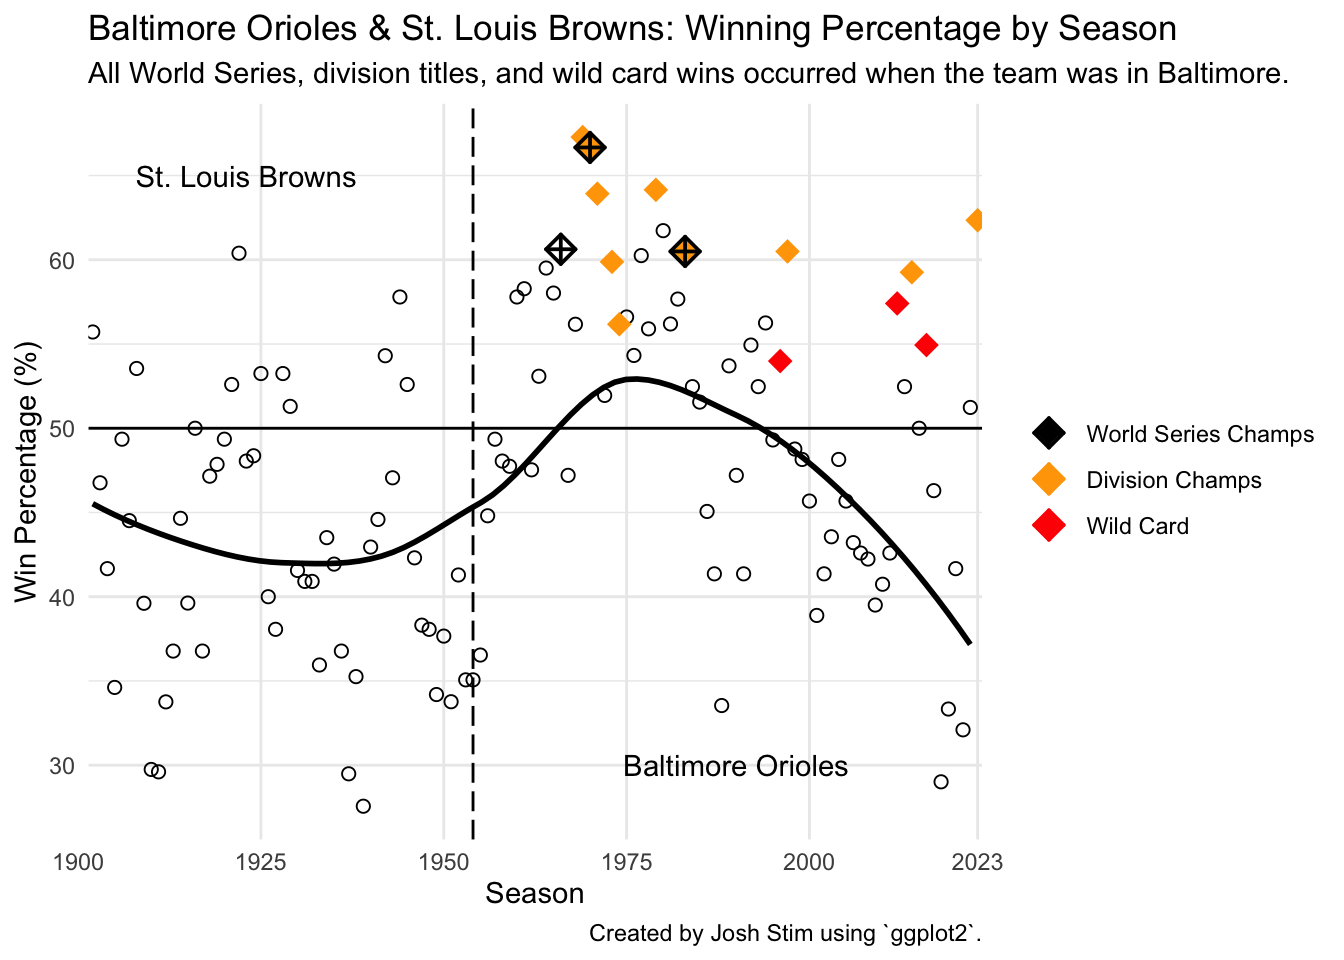 Baltimore Orioles & St. Louis Browns: Winning Percentage by Season
All World Series, division titles, and wild card wins occurred when the team was in Baltimore.
St. Louis Browns
60
50
40
30
Win Percentage (%)
World Series Champs
Division Champs
Wild Card
Baltimore Orioles
1900 1925 1950 1975 2000 2023
Season
Created by Josh Stim using `ggplot2`.